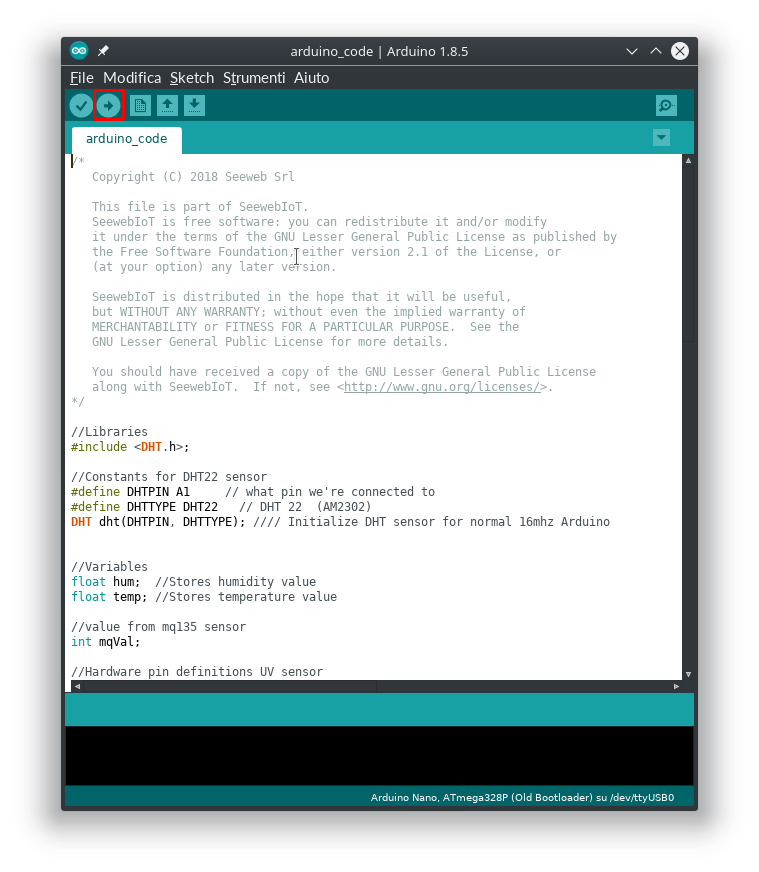 arduino_code | Arduino 1.8.5
File Modifica Sketch Strumenti Aiuto
arduino_code
/*
Copyright (C) 2018 Seeweb Srl
This file is part of SeewebIoT.
SeewebIoT is free software: you can redistribute it and/or modify
it under the terms of the GNU Lesser General Public License as published by
the Free Software Foundation, either version 2.1 of the License, or
(at your option) any later version.
SeewebIoT is distributed in the hope that it will be useful,
but WITHOUT ANY WARRANTY; without even the implied warranty of
MERCHANTABILITY or FITNESS FOR A PARTICULAR PURPOSE.  See the
GNU Lesser General Public License for more details.
You should have received a copy of the GNU Lesser General Public License
along with SeewebIoT.  If not, see <http://www.gnu.org/licenses/>.
*/
//Libraries
#include <DHT.h>;
//Constants for DHT22 sensor
#define DHTPIN A1     // what pin we're connected to
#define DHTTYPE DHT22   // DHT 22  (AM2302)
DHT dht(DHTPIN, DHTTYPE); //// Initialize DHT sensor for normal 16mhz Arduino
//Variables
float hum;  //Stores humidity value
float temp; //Stores temperature value
//value from mq135 sensor
int mqVal;
//Hardware pin definitions UV sensor
Arduino Nano, ATmega328P (Old Bootloader) su /dev/ttyUSB0